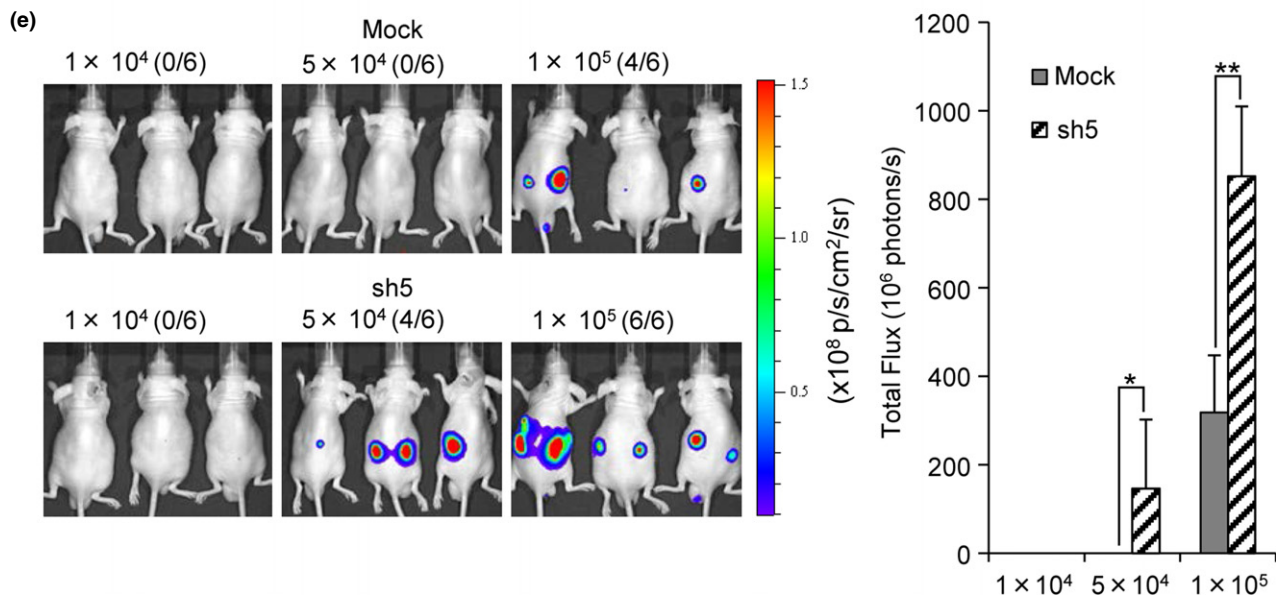 (e)
Mock
1 × 10⁴ (0/6) 5 × 10⁴ (0/6) 1 × 10⁵ (4/6)
sh5
1 × 10⁴ (0/6) 5 × 10⁴ (4/6) 1 × 10⁵ (6/6)
1.5
1.0
0.5
(x10⁸ p/s/cm²/sr)
Total Flux (10⁶ photons/s)
1200
1000
800
600
400
200
0
Mock
sh5
*
**
1 × 10⁴ 5 × 10⁴ 1 × 10⁵